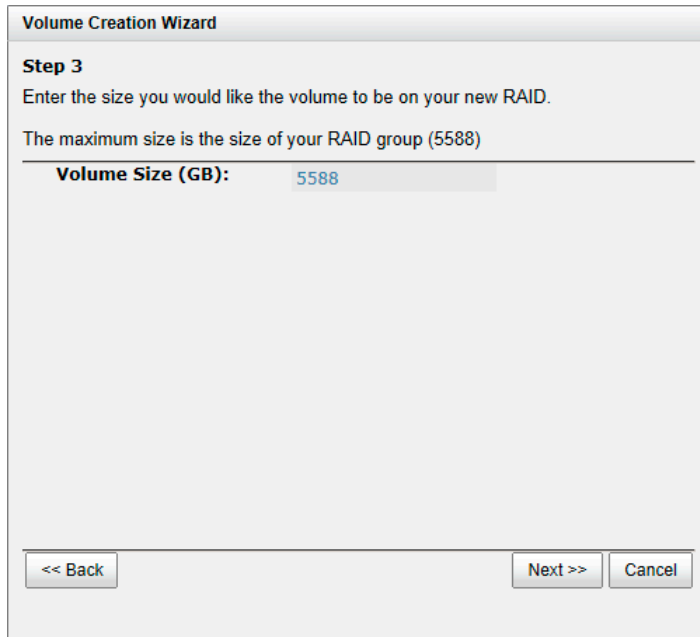 Volume Creation Wizard
Step 3
Enter the size you would like the volume to be on your new RAID.
The maximum size is the size of your RAID group (5588)
Volume Size (GB): 5588
<< Back Next >> Cancel